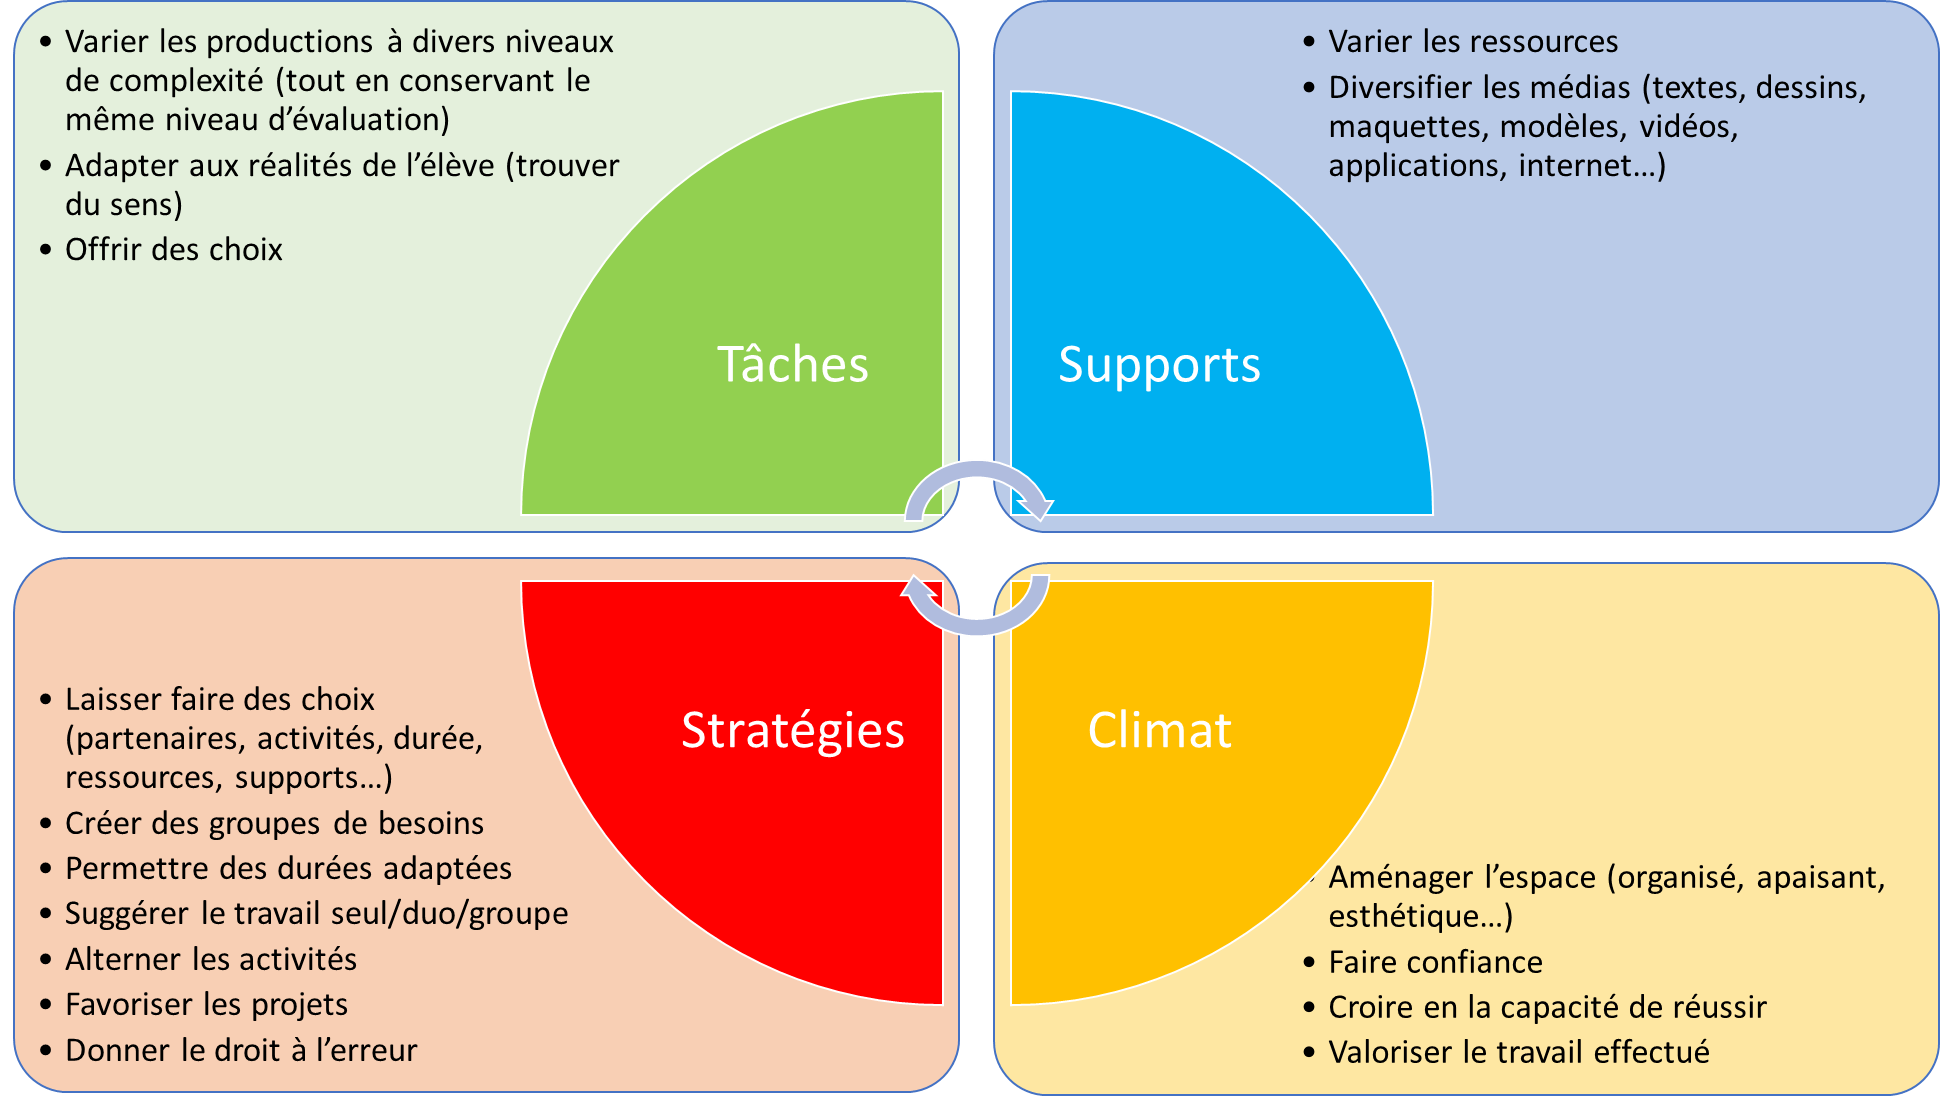 • Varier les productions à divers niveaux
de complexité (tout en conservant le
même niveau d’évaluation)
• Adapter aux réalités de l’élève (trouver
du sens)
• Offrir des choix
Tâches
• Varier les ressources
• Diversifier les médias (textes, dessins,
maquettes, modèles, vidéos,
applications, internet…)
Supports
• Laisser faire des choix
(partenaires, activités, durée,
ressources, supports…)
• Créer des groupes de besoins
• Permettre des durées adaptées
• Suggérer le travail seul/duo/groupe
• Alterner les activités
• Favoriser les projets
• Donner le droit à l’erreur
Stratégies
Climat
Aménager l’espace (organisé, apaisant,
esthétique…)
• Faire confiance
• Croire en la capacité de réussir
• Valoriser le travail effectué